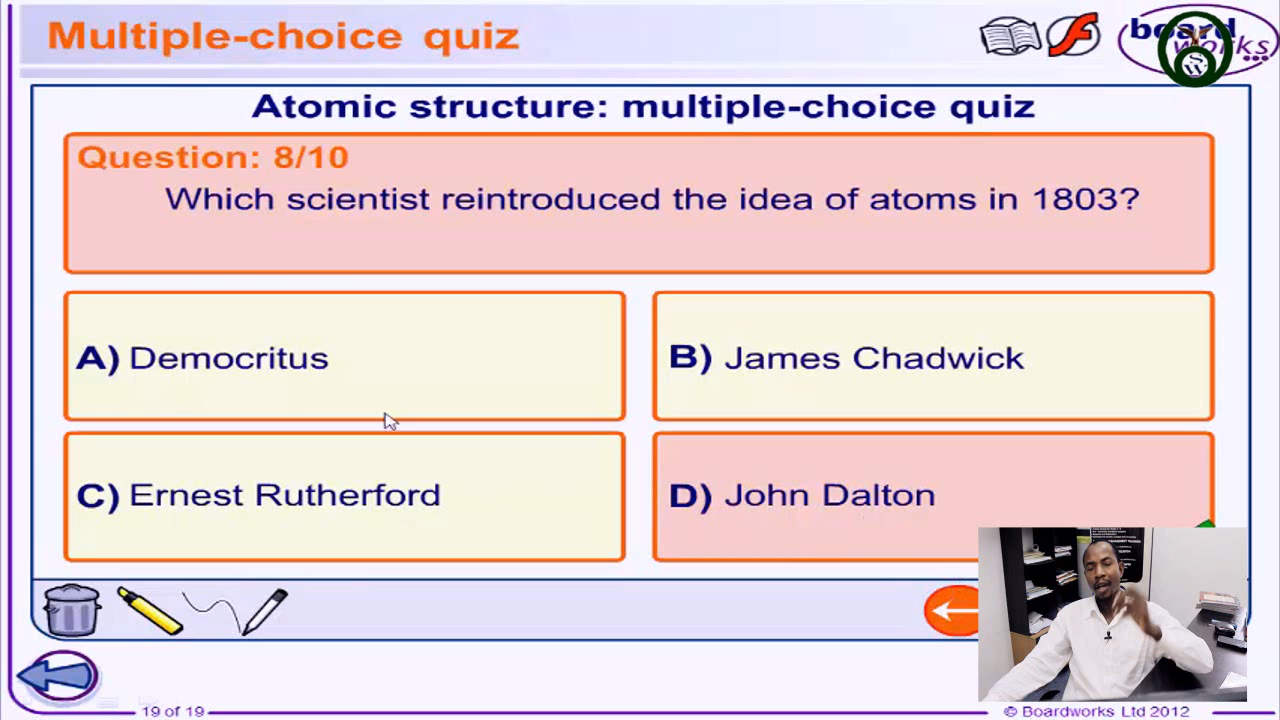 Multiple-choice quiz
board
works
SW
Atomic structure: multiple-choice quiz
Question: 8/10
Which scientist reintroduced the idea of atoms in 1803?
A) Democritus
B) James Chadwick
C) Ernest Rutherford
D) John Dalton
19 of 19
© Boardworks Ltd 2012